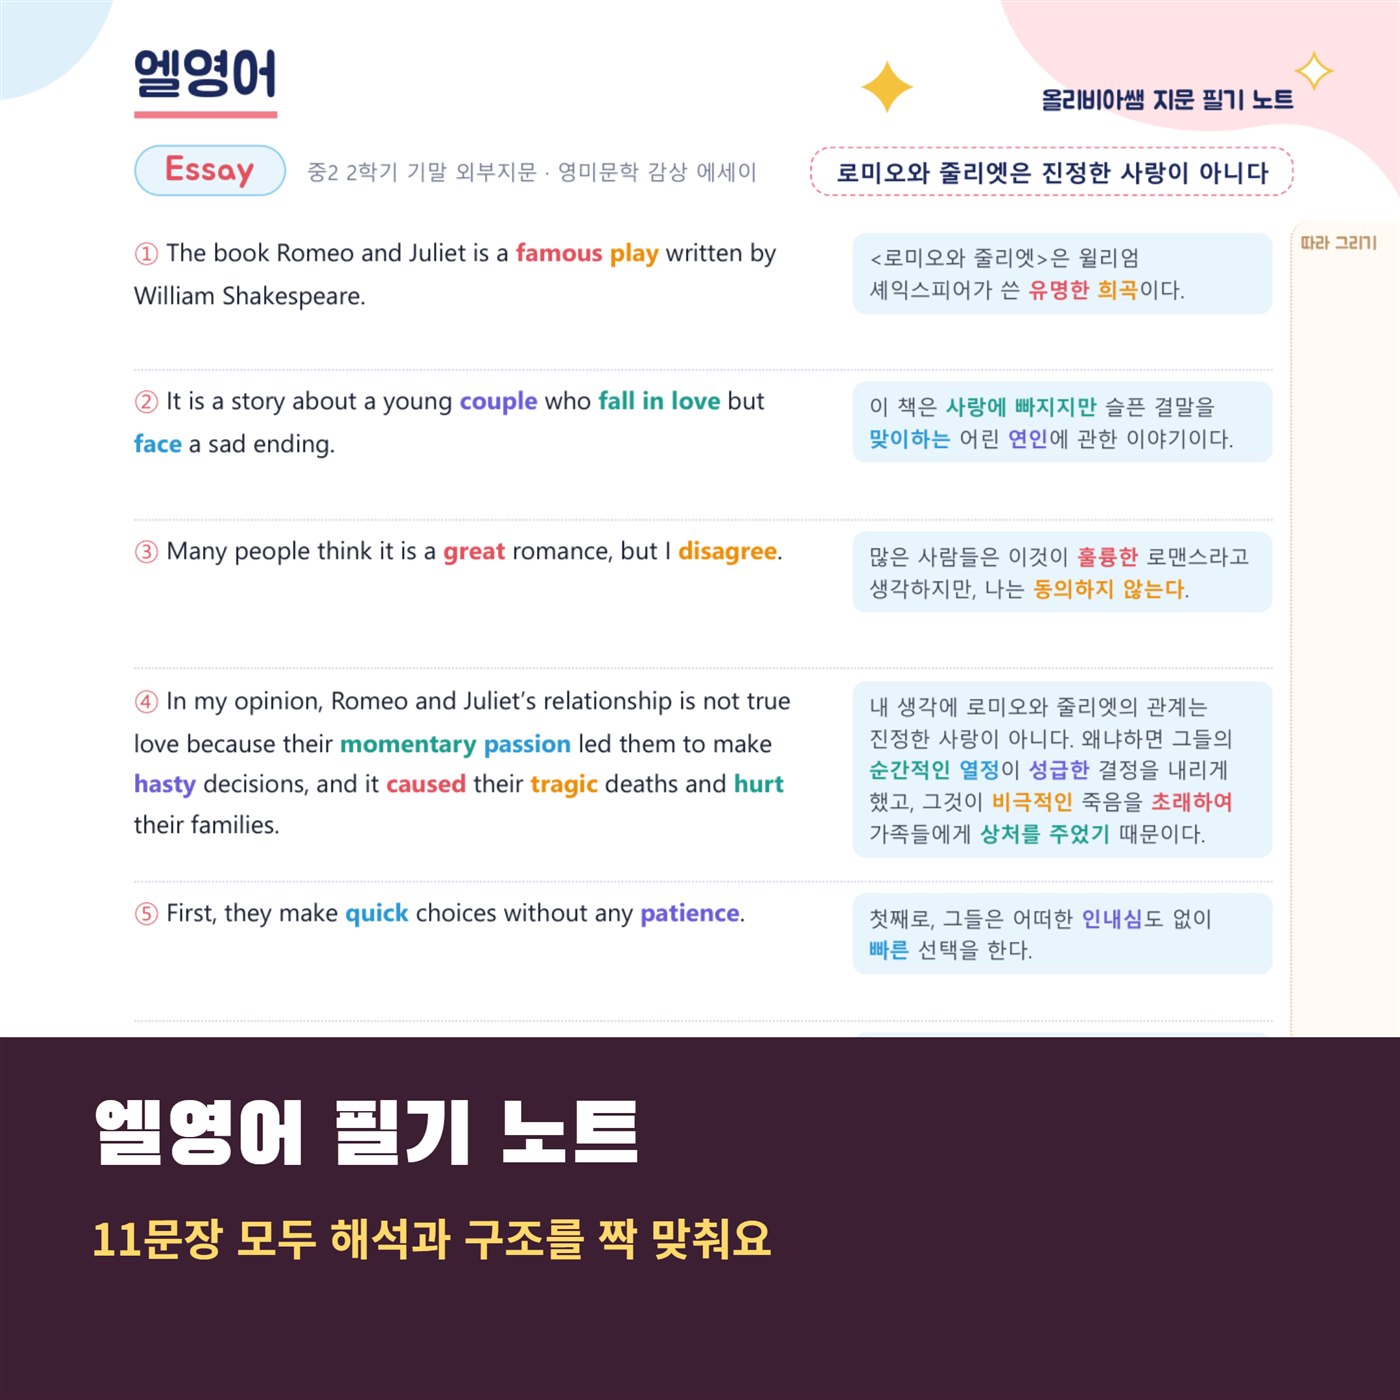 엘영어
올리비아쌤 지문 필기 노트
Essay
중2 2학기 기말 외부지문 · 영미문학 감상 에세이
로미오와 줄리엣은 진정한 사랑이 아니다
따라 그리기
① The book Romeo and Juliet is a famous play written by
William Shakespeare.
<로미오와 줄리엣>은 윌리엄
셰익스피어가 쓴 유명한 희곡이다.
② It is a story about a young couple who fall in love but
face a sad ending.
이 책은 사랑에 빠지지만 슬픈 결말을
맞이하는 어린 연인에 관한 이야기이다.
③ Many people think it is a great romance, but I disagree.
많은 사람들은 이것이 훌륭한 로맨스라고
생각하지만, 나는 동의하지 않는다.
④ In my opinion, Romeo and Juliet’s relationship is not true
love because their momentary passion led them to make
hasty decisions, and it caused their tragic deaths and hurt
their families.
내 생각에 로미오와 줄리엣의 관계는
진정한 사랑이 아니다. 왜냐하면 그들의
순간적인 열정이 성급한 결정을 내리게
했고, 그것이 비극적인 죽음을 초래하여
가족들에게 상처를 주었기 때문이다.
⑤ First, they make quick choices without any patience.
첫째로, 그들은 어떠한 인내심도 없이
빠른 선택을 한다.
엘영어 필기 노트
11문장 모두 해석과 구조를 짝 맞춰요